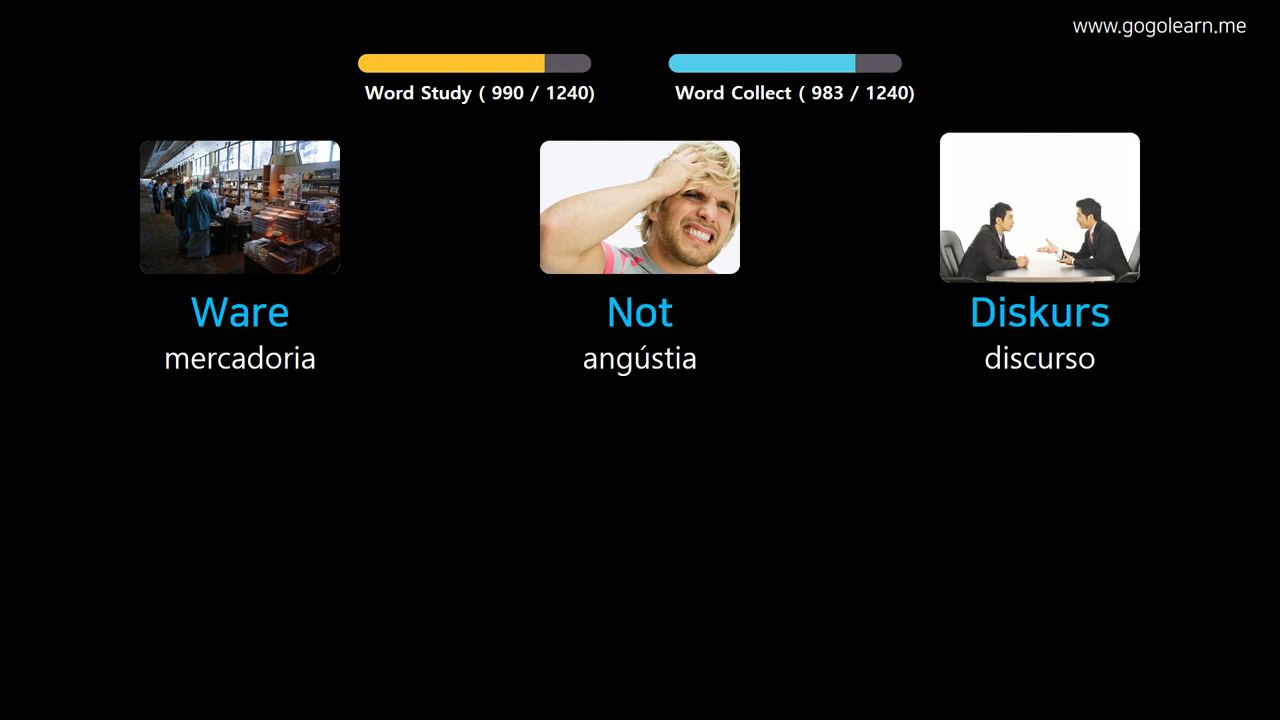 www.gogolearn.me
Word Study ( 990 / 1240)
Word Collect ( 983 / 1240)
Ware
mercadoria
Not
angústia
Diskurs
discurso